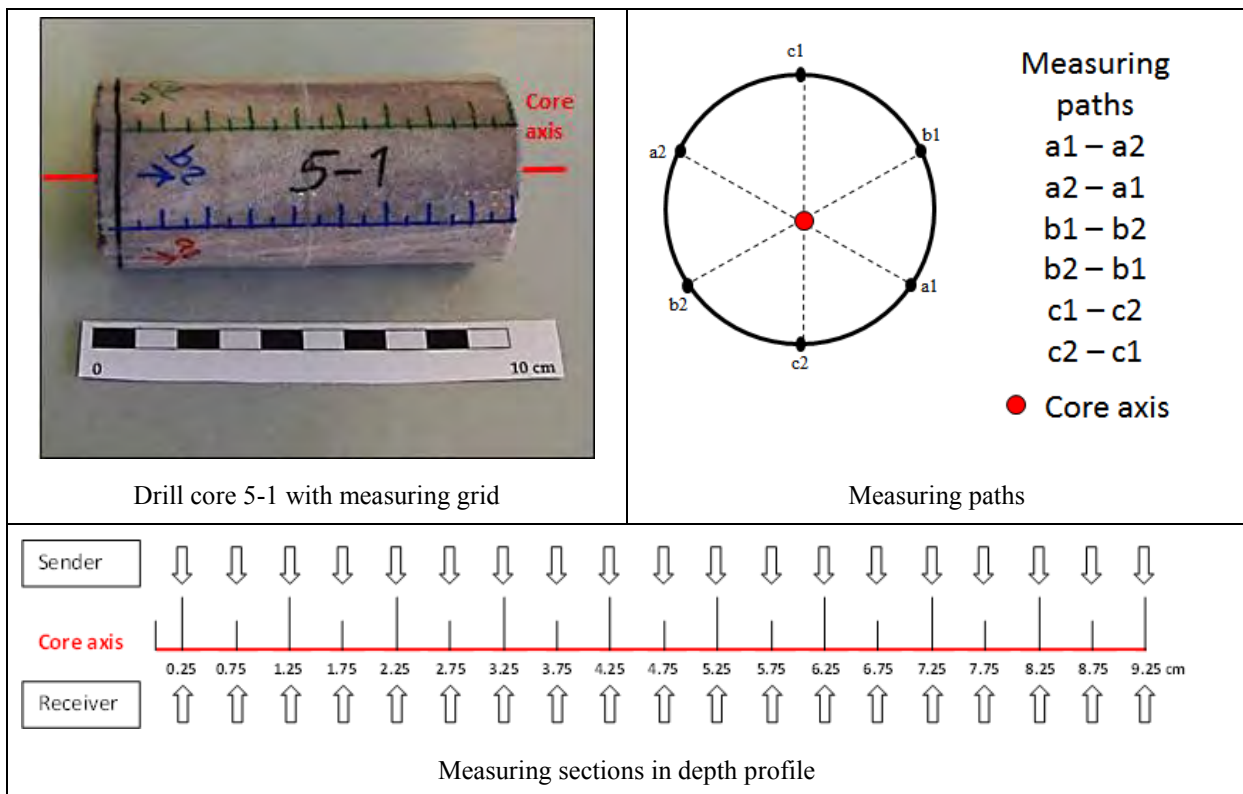 Core
axis
5-1
0
10 cm
Drill core 5-1 with measuring grid
c1
b1
a2
a1
b2
c2
Measuring
paths
a1 – a2
a2 – a1
b1 – b2
b2 – b1
c1 – c2
c2 – c1
Core axis
Measuring paths
Sender
Core axis
0.25 0.75 1.25 1.75 2.25 2.75 3.25 3.75 4.25 4.75 5.25 5.75 6.25 6.75 7.25 7.75 8.25 8.75 9.25 cm
Receiver
Measuring sections in depth profile